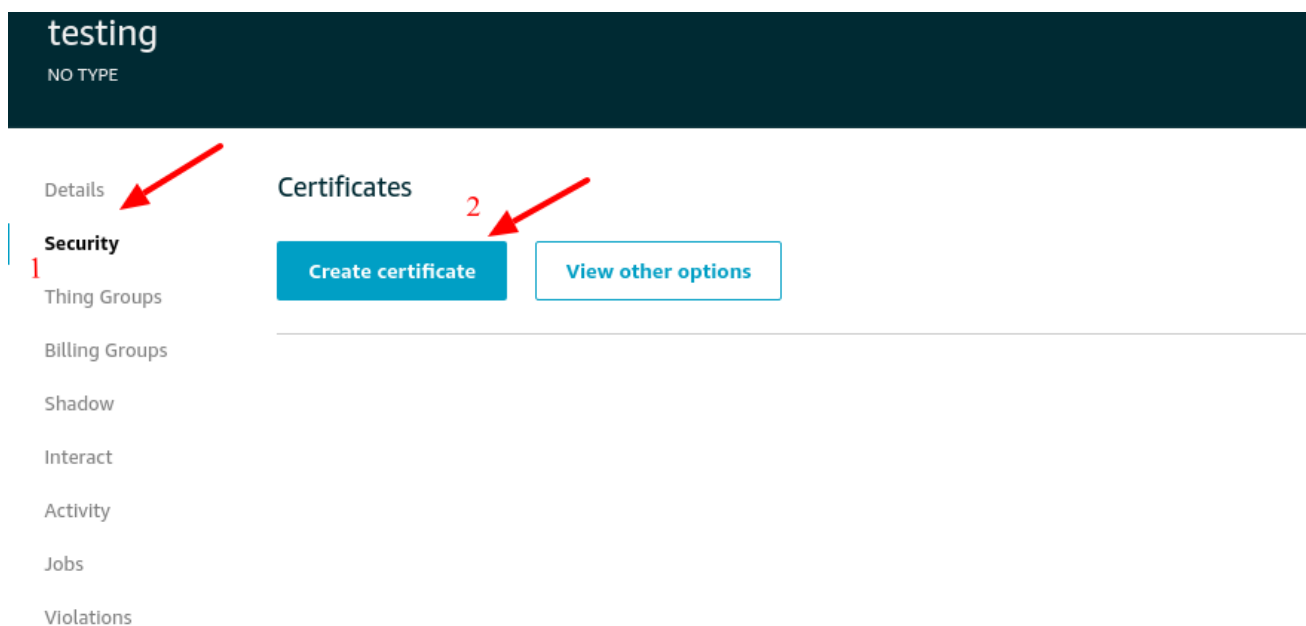 testing
NO TYPE
Details
Security
1
Thing Groups
Billing Groups
Shadow
Interact
Activity
Jobs
Violations
Certificates
2
Create certificate
View other options